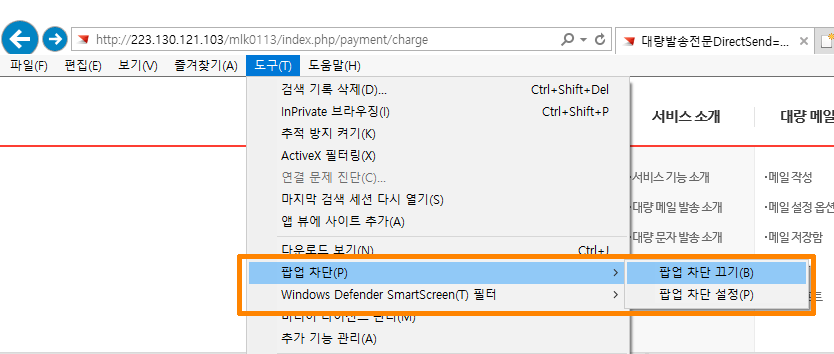 http://223.130.121.103/mlk0113/index.php/payment/charge
대량발송전문DirectSend=...
파일(F) 편집(E) 보기(V) 즐겨찾기(A) 도구(T) 도움말(H)
검색 기록 삭제(D)... Ctrl+Shift+Del
InPrivate 브라우징(I) Ctrl+Shift+P
추적 방지 켜기(K)
ActiveX 필터링(X)
연결 문제 진단(C)...
마지막 검색 세션 다시 열기(S)
앱 뷰에 사이트 추가(A)
다운로드 보기(N) Ctrl+J
팝업 차단(P)
Windows Defender SmartScreen(T) 필터
추가 기능 관리(A)
팝업 차단 끄기(B)
팝업 차단 설정(P)
서비스 소개 대량 메일
·서비스 기능 소개 ·메일 작성
·대량 메일 발송 소개 ·메일 설정 옵션
·대량 문자 발송 소개 ·메일 저장함